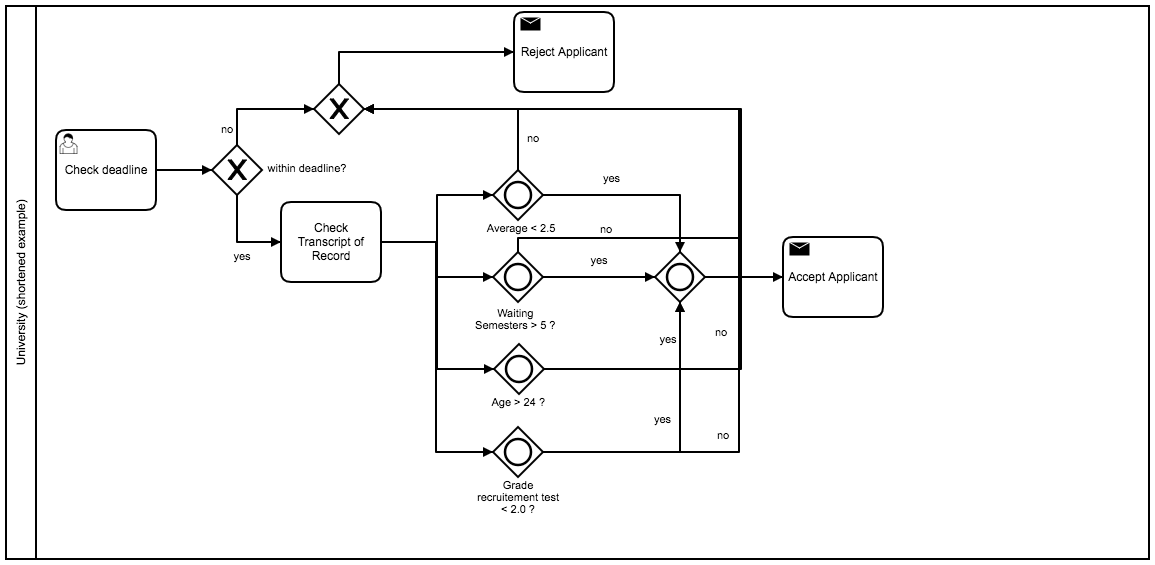 University (shortened example)
Reject Applicant
no
Check deadline
X
X
within deadline?
yes
Check
Transcript of
Record
no
yes
Average < 2.5
no
yes
Waiting
Semesters > 5 ?
Accept Applicant
yes
no
Age > 24 ?
yes
no
Grade
recruitement test
< 2.0 ?